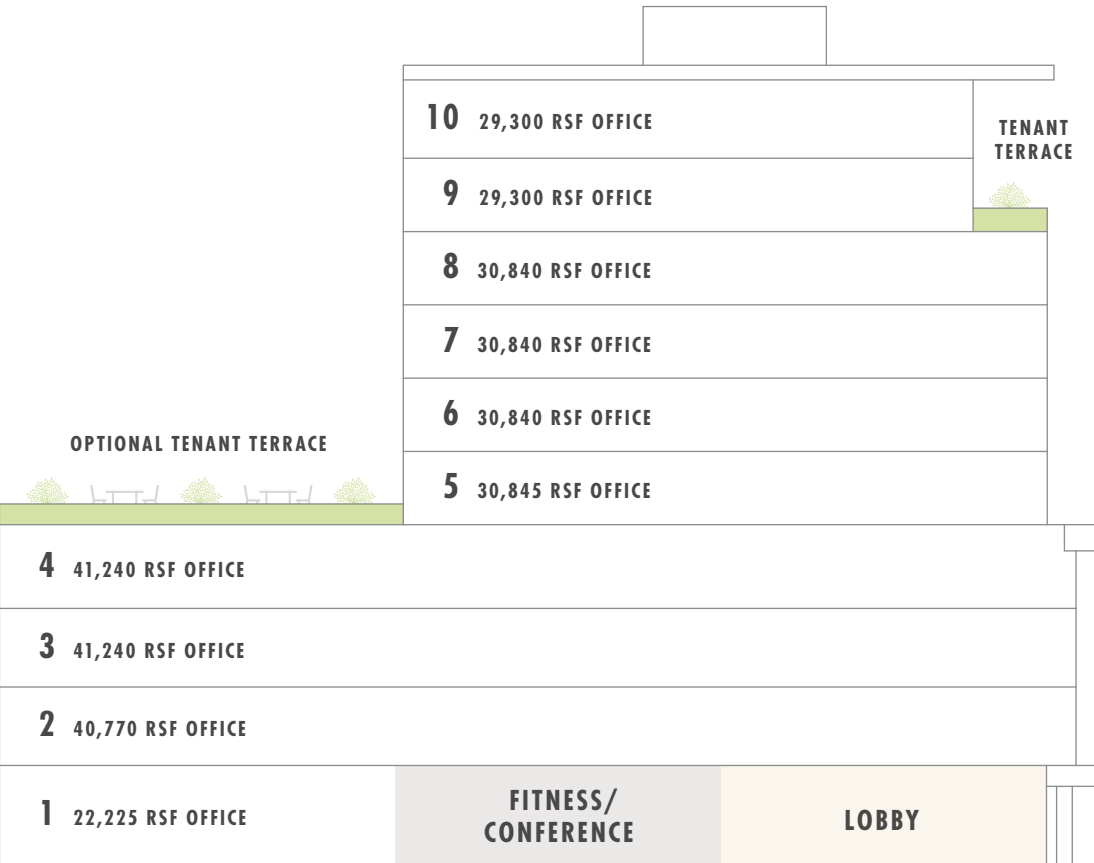 10 29,300 RSF OFFICE
TENANT
TERRACE
9 29,300 RSF OFFICE
8 30,840 RSF OFFICE
7 30,840 RSF OFFICE
6 30,840 RSF OFFICE
OPTIONAL TENANT TERRACE
5 30,845 RSF OFFICE
4 41,240 RSF OFFICE
3 41,240 RSF OFFICE
2 40,770 RSF OFFICE
1 22,225 RSF OFFICE
FITNESS/
CONFERENCE
LOBBY